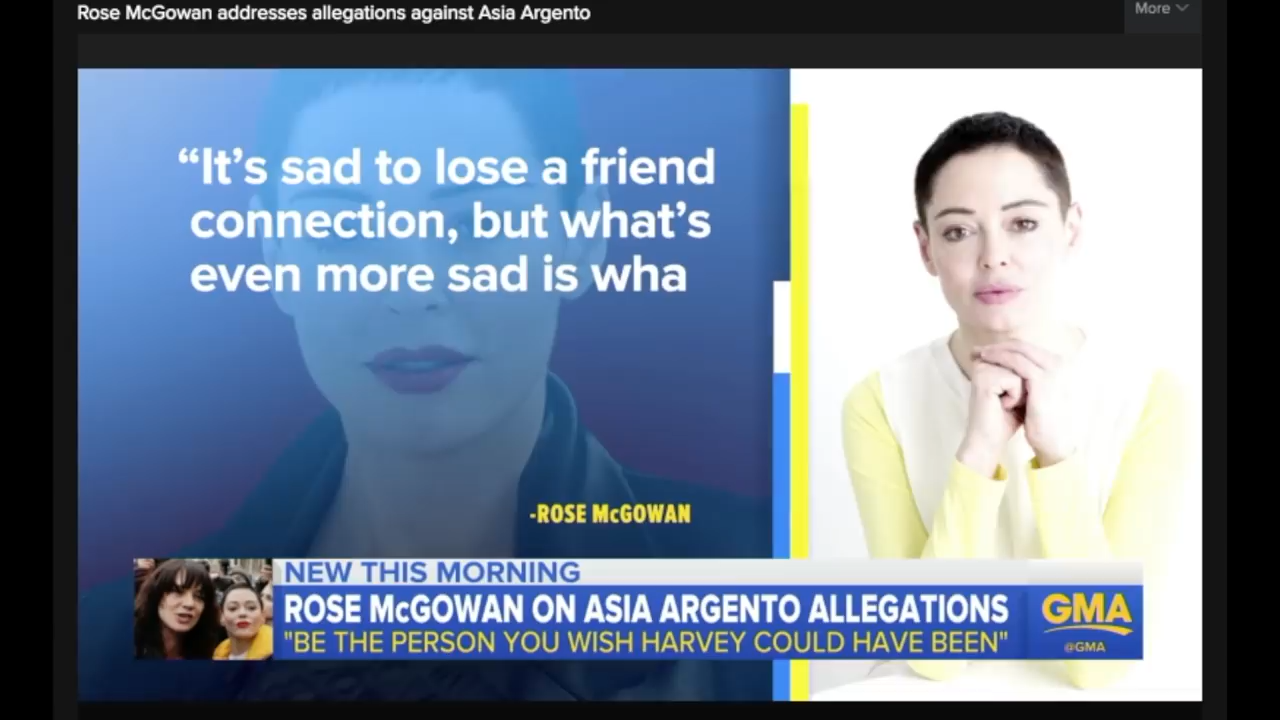 Rose McGowan addresses allegations against Asia Argento
More
“It’s sad to lose a friend
connection, but what’s
even more sad is wha
-ROSE McGOWAN
NEW THIS MORNING
ROSE McGOWAN ON ASIA ARGENTO ALLEGATIONS
"BE THE PERSON YOU WISH HARVEY COULD HAVE BEEN"
GMA
@GMA